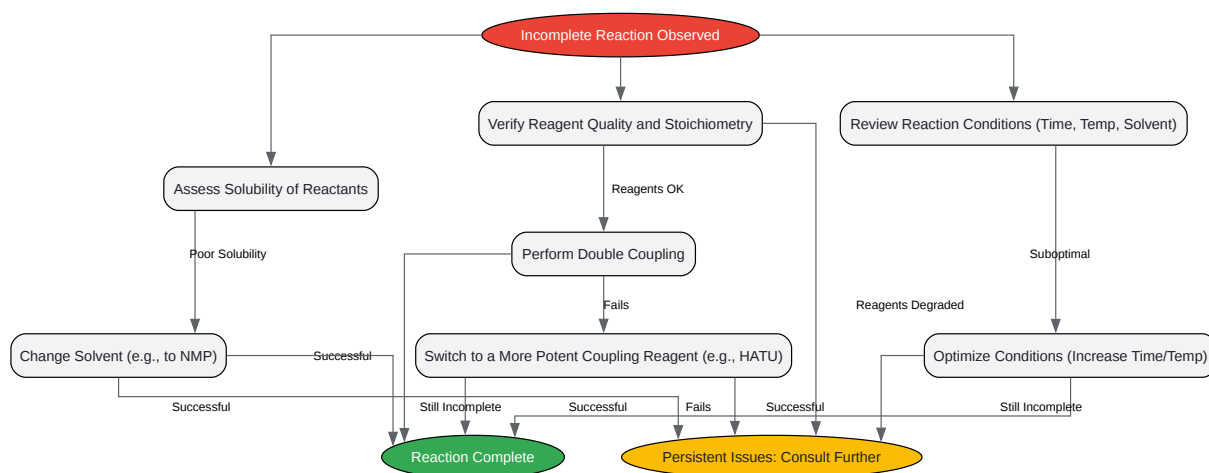 Incomplete Reaction Observed
Verify Reagent Quality and Stoichiometry
Review Reaction Conditions (Time, Temp, Solvent)
Assess Solubility of Reactants
Reagents OK
Poor Solubility
Perform Double Coupling
Suboptimal
Fails
Reagents Degraded
Change Solvent (e.g., to NMP)
Successful
Switch to a More Potent Coupling Reagent (e.g., HATU)
Optimize Conditions (Increase Time/Temp)
Successful
Still Incomplete
Successful
Fails
Successful
Still Incomplete
Reaction Complete
Persistent Issues: Consult Further